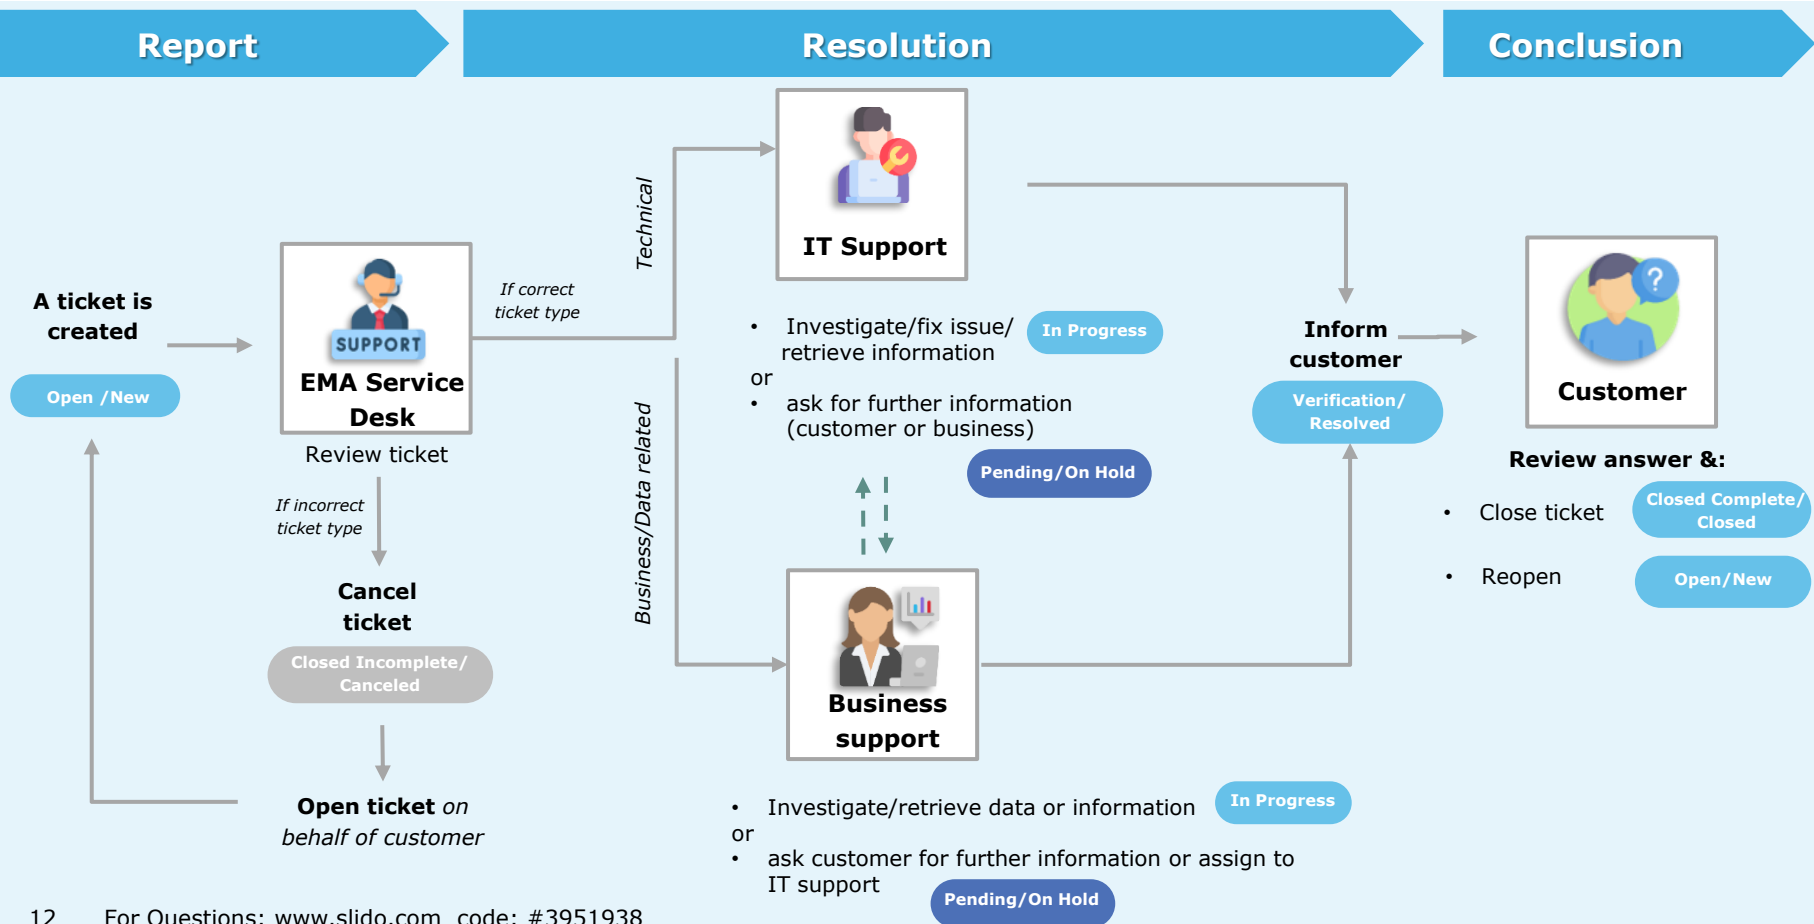 Report
Resolution
Conclusion
A ticket is
created
Open /New
SUPPORT
EMA Service
Desk
Review ticket
If incorrect
ticket type
Cancel
ticket
Closed Incomplete/
Canceled
Open ticket on
behalf of customer
If correct
ticket type
Technical
Business/Data related
IT Support
• Investigate/fix issue/
retrieve information
In Progress
or
• ask for further information
(customer or business)
Pending/On Hold
Business
support
• Investigate/retrieve data or information
In Progress
or
• ask customer for further information or assign to
IT support
Pending/On Hold
Inform
customer
Verification/
Resolved
?
Customer
Review answer &:
• Close ticket
Closed Complete/
Closed
• Reopen
Open/New
12 For Questions: www.slido.com code: #3951938